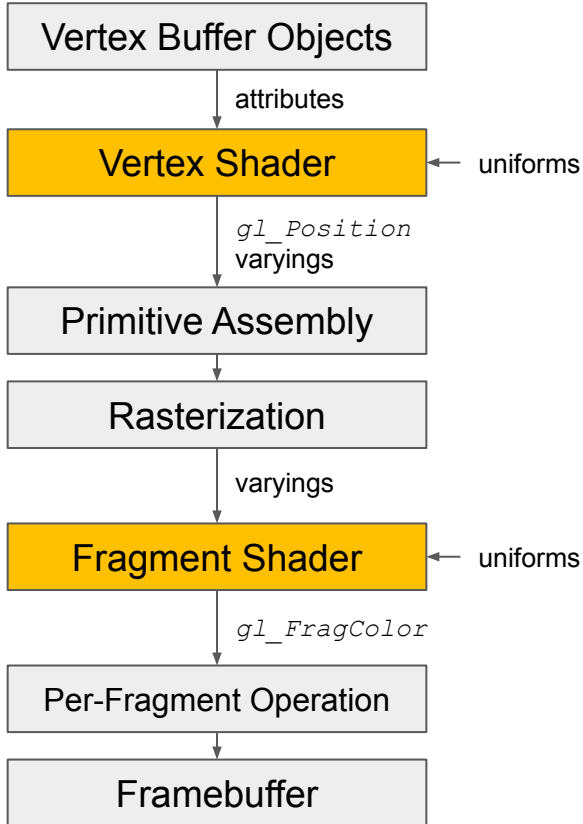 Vertex Buffer Objects
attributes
Vertex Shader
uniforms
gl_Position
varyings
Primitive Assembly
Rasterization
varyings
Fragment Shader
uniforms
gl_FragColor
Per-Fragment Operation
Framebuffer